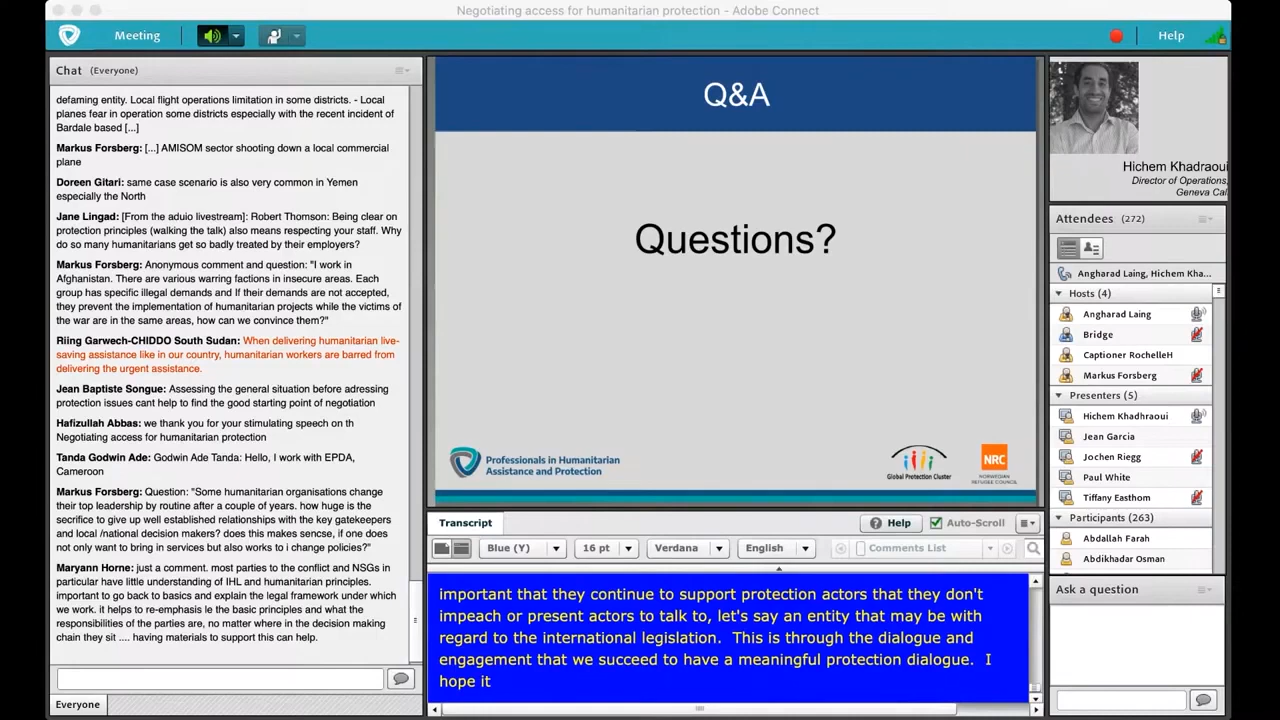 Negotiating access for humanitarian protection - Adobe Connect
Meeting
Help
Chat (Everyone)
defaming entity. Local flight operations limitation in some districts. - Local
planes fear in operation some districts especially with the recent incident of
Bardale based [...]
Markus Forsberg: [...] AMISOM sector shooting down a local commercial
plane
Doreen Gitari: same case scenario is also very common in Yemen
especially the North
Jane Lingad: [From the aduio livestream]: Robert Thomson: Being clear on
protection principles (walking the talk) also means respecting your staff. Why
do so many humanitarians get so badly treated by their employers?
Markus Forsberg: Anonymous comment and question: "I work in
Afghanistan. There are various warring factions in insecure areas. Each
group has specific illegal demands and If their demands are not accepted,
they prevent the implementation of humanitarian projects while the victims of
the war are in the same areas, how can we convince them?"
Riing Garwech-CHIDDO South Sudan: When delivering humanitarian live-
saving assistance like in our country, humanitarian workers are barred from
delivering the urgent assistance.
Jean Baptiste Songue: Assessing the general situation before adressing
protection issues cant help to find the good starting point of negotiation
Hafizullah Abbas: we thank you for your stimulating speech on th
Negotiating access for humanitarian protection
Tanda Godwin Ade: Godwin Ade Tanda: Hello, I work with EPDA,
Cameroon
Markus Forsberg: Question: "Some humanitarian organisations change
their top leadership by routine after a couple of years. how huge is the
secrifice to give up well established relationships with the key gatekeepers
and local /national decision makers? does this makes sencse, if one does
not only want to bring in services but also works to i change policies?"
Maryann Horne: just a comment. most parties to the conflict and NSGs in
particular have little understanding of IHL and humanitarian principles.
important to go back to basics and explain the legal framework under which
we work. it helps to re-emphasis le the basic principles and what the
responsibilities of the parties are, no matter where in the decision making
chain they sit .... having materials to support this can help.
Everyone
Q&A
Questions?
Professionals in Humanitarian
Assistance and Protection
Global Protection Cluster
NRC
NORWEGIAN
REFUGEE COUNCIL
Transcript
Help
Auto-Scroll
Blue (Y)
16 pt
Verdana
English
Comments List
important that they continue to support protection actors that they don't
impeach or present actors to talk to, let's say an entity that may be with
regard to the international legislation. This is through the dialogue and
engagement that we succeed to have a meaningful protection dialogue. I
hope it
Hichem Khadraoui
Director of Operations,
Geneva Cal
Attendees (272)
Angharad Laing, Hichem Kha...
Hosts (4)
Angharad Laing
Bridge
Captioner RochelleH
Markus Forsberg
Presenters (5)
Hichem Khadhraoui
Jean Garcia
Jochen Riegg
Paul White
Tiffany Easthom
Participants (263)
Abdallah Farah
Abdikhadar Osman
Ask a question